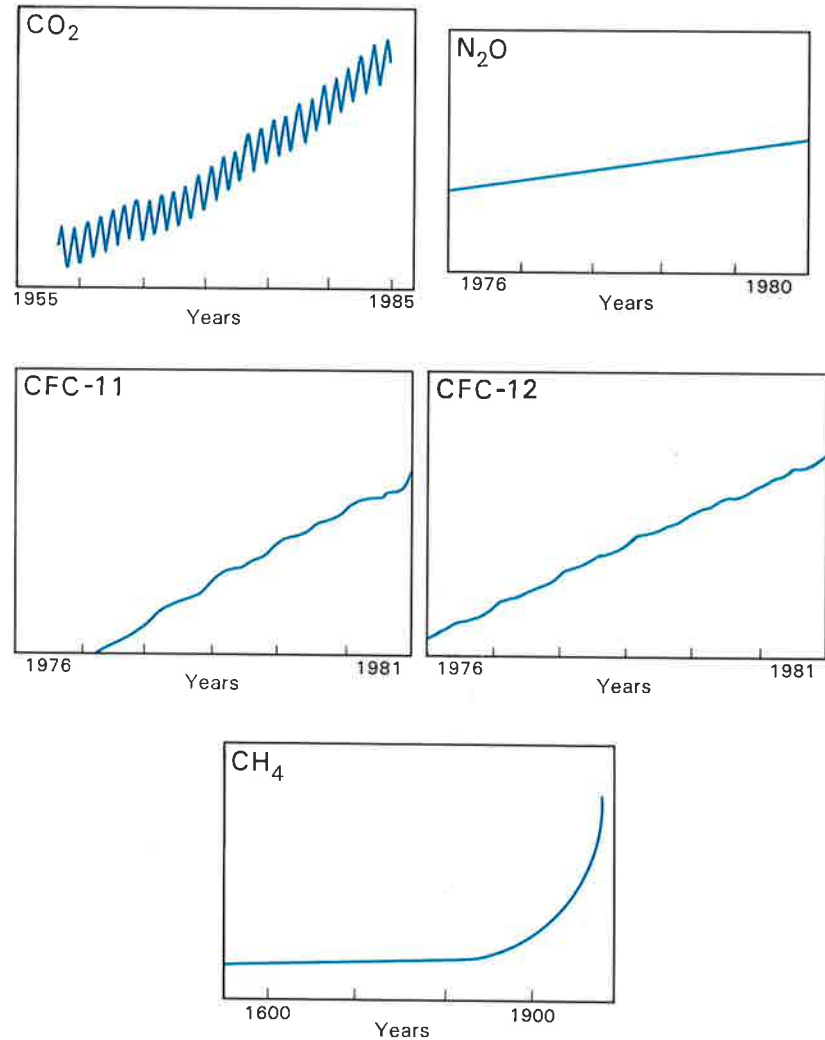 CO₂
1955 1985
Years
N₂O
1976 1980
Years
CFC-11
1976 1981
Years
CFC-12
1976 1981
Years
CH₄
1600 1900
Years